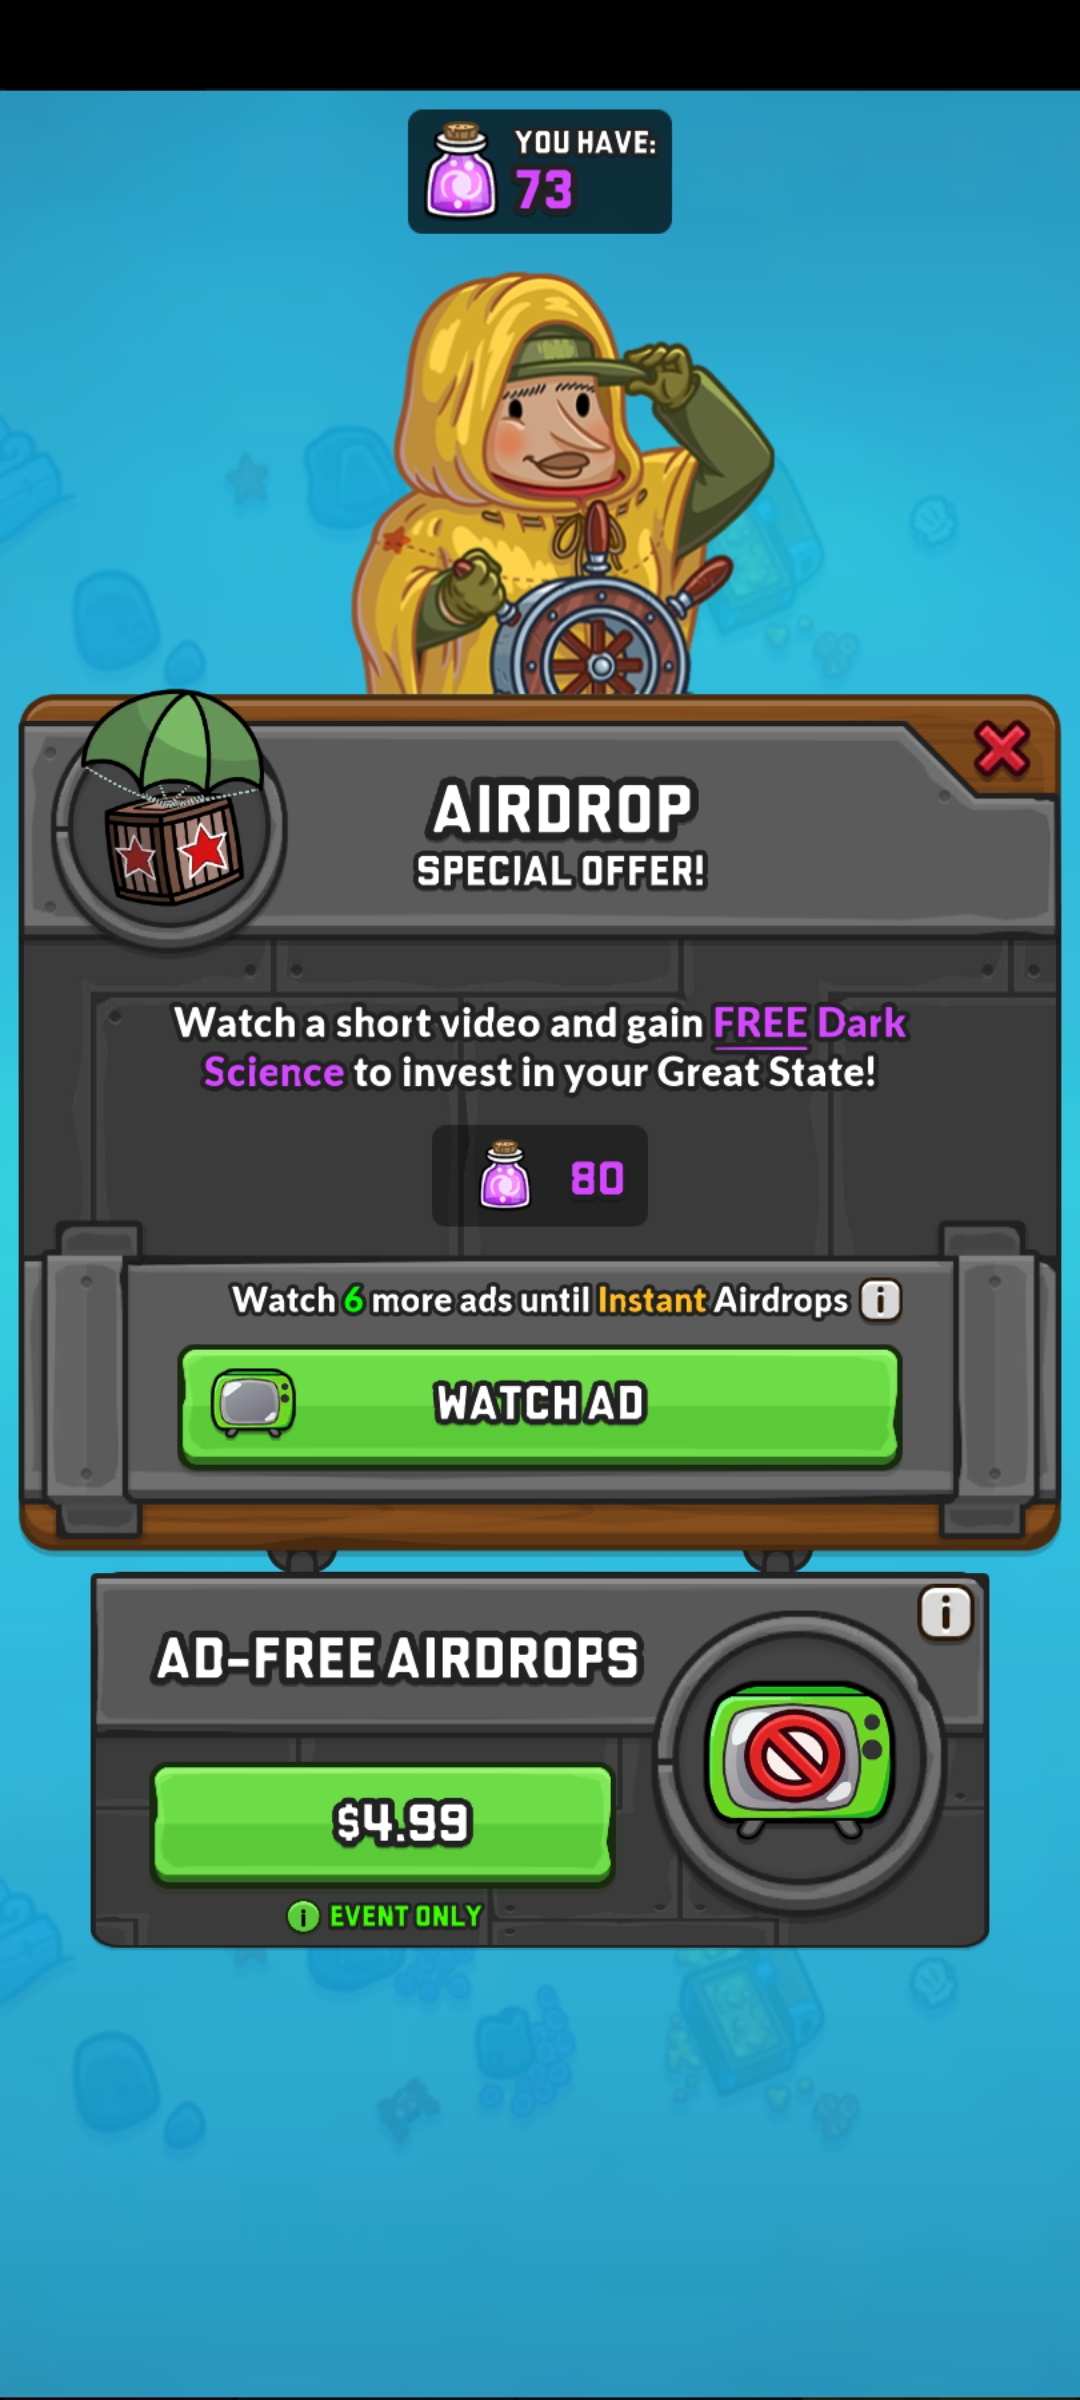 YOU HAVE:
73
AIRDROP
SPECIAL OFFER!
Watch a short video and gain FREE Dark
Science to invest in your Great State!
80
Watch 6 more ads until Instant Airdrops i
WATCH AD
i
AD-FREE AIRDROPS
$4.99
i EVENT ONLY